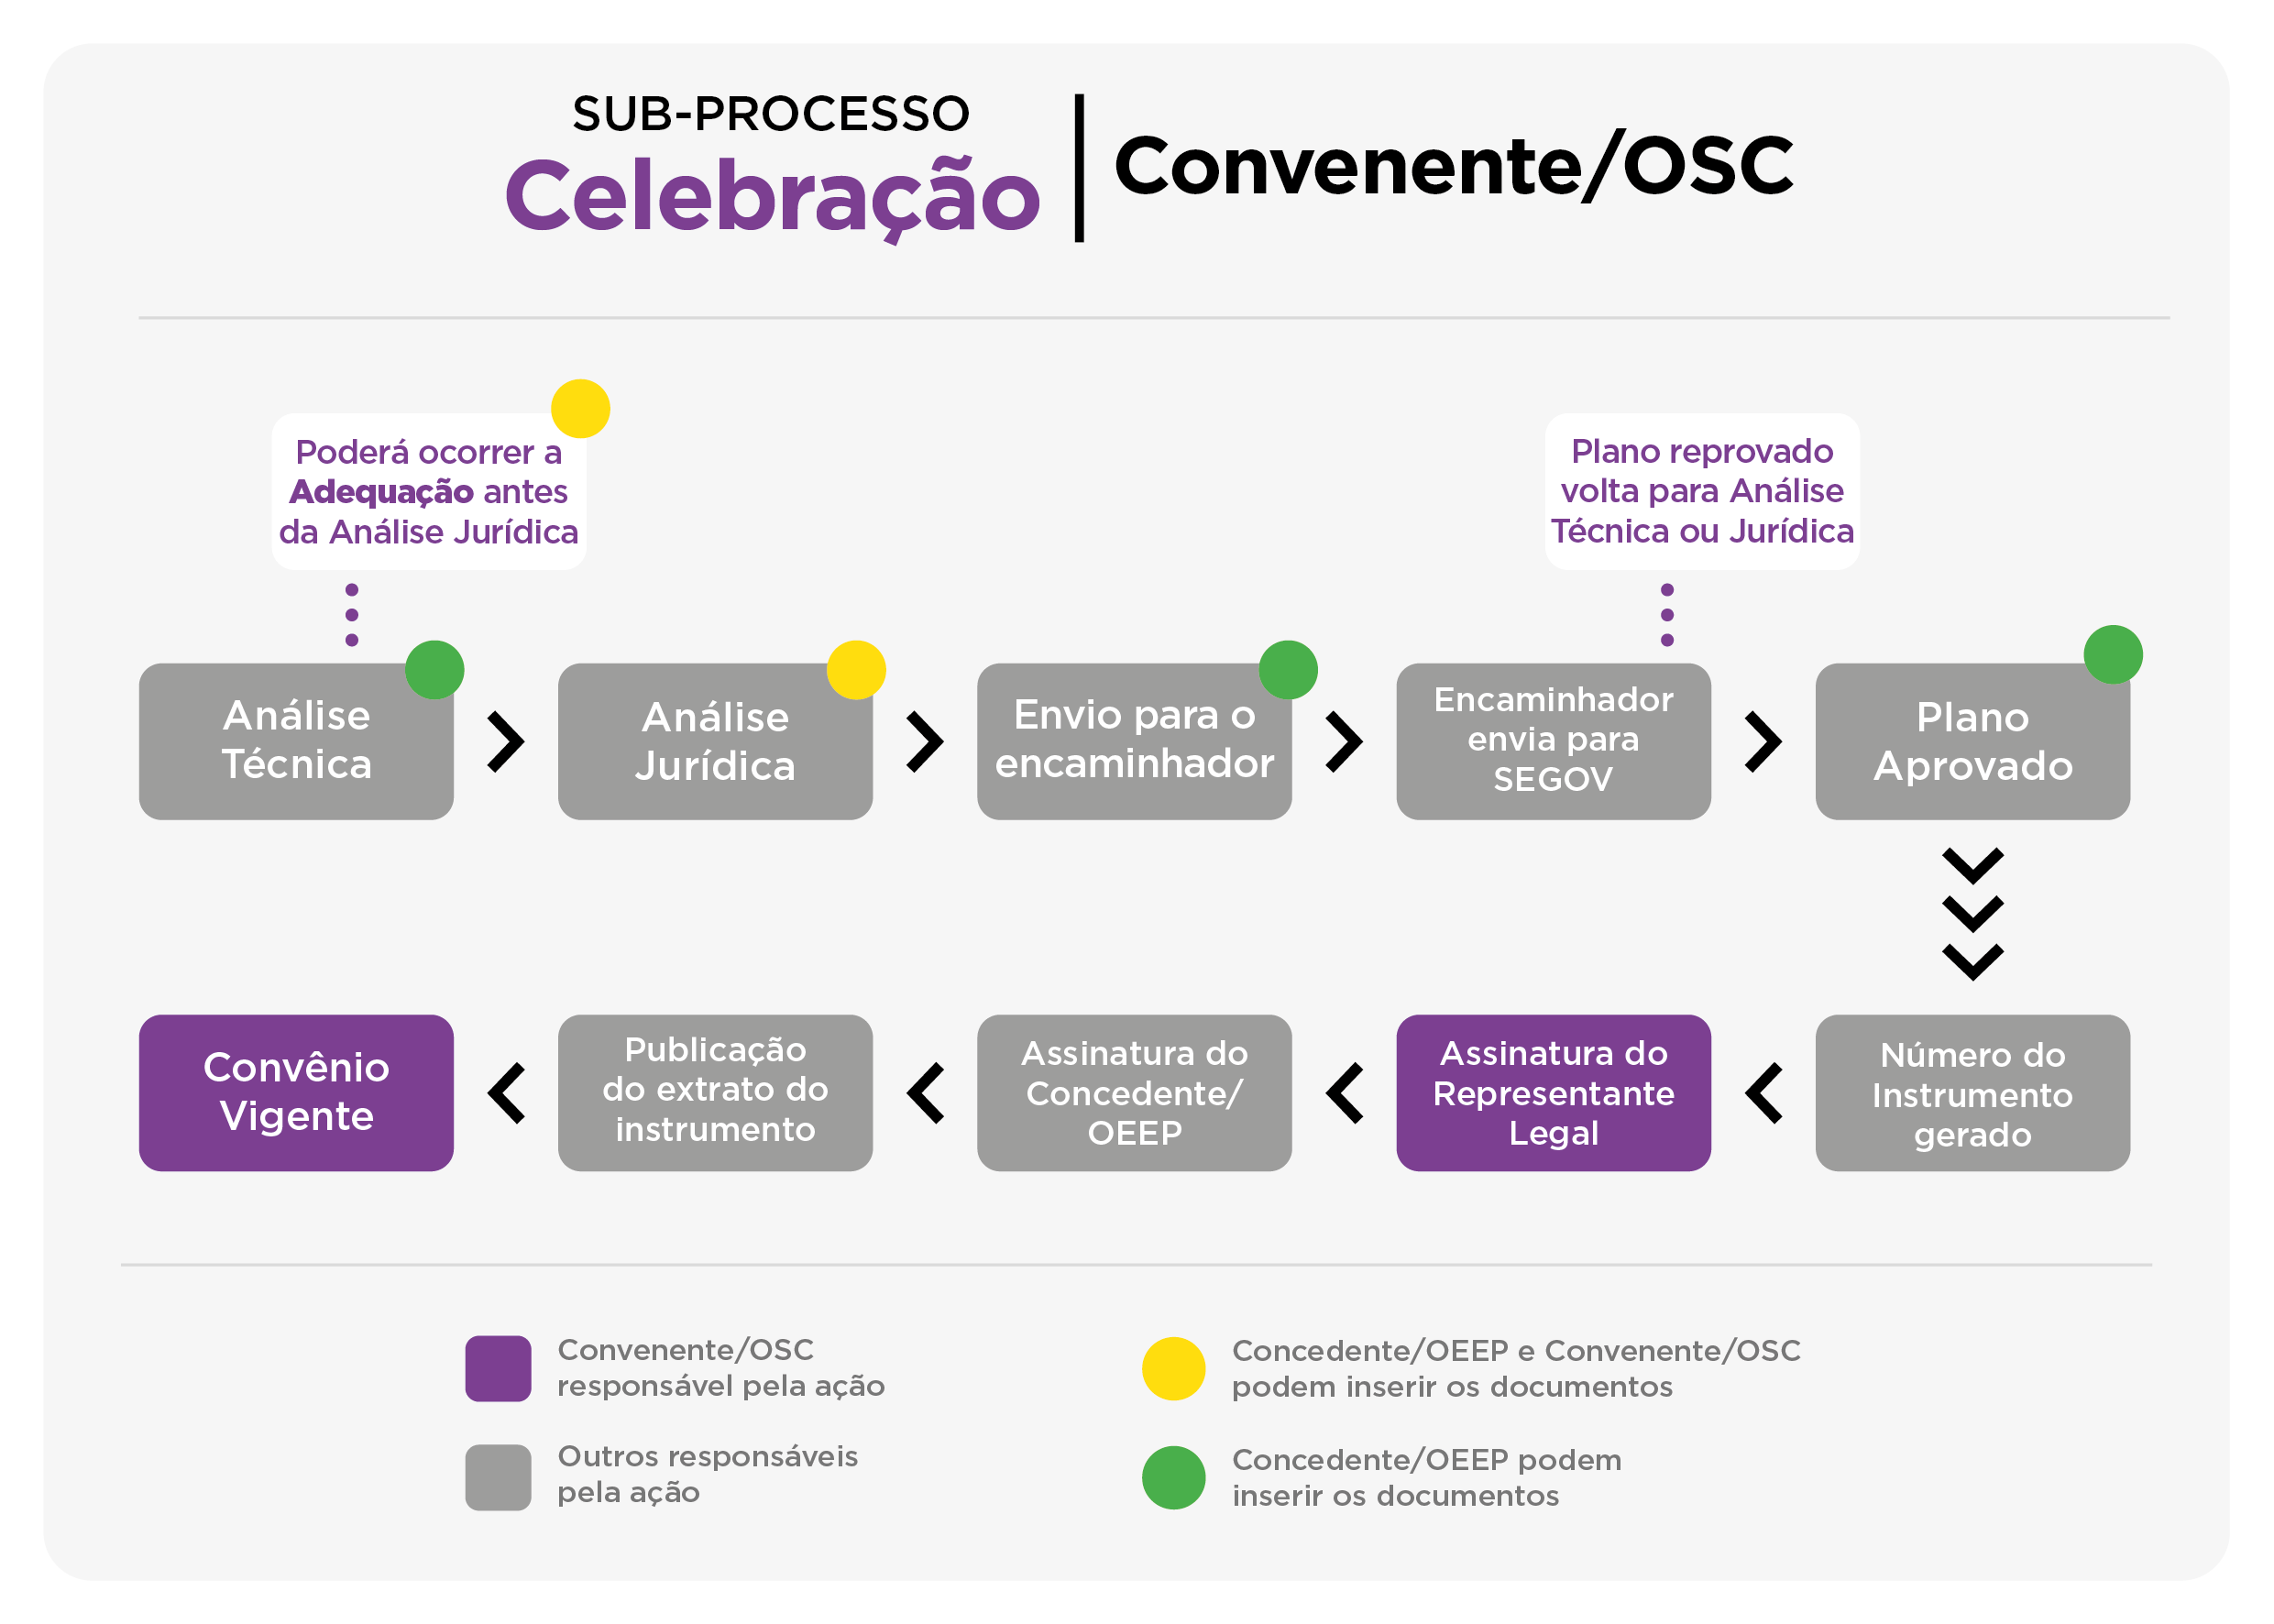 SUB-PROCESSO
Celebração
Convenente/OSC
Poderá ocorrer a
Adequação antes
da Análise Jurídica
Plano reprovado
volta para Análise
Técnica ou Jurídica
Análise
Técnica
Análise
Jurídica
Envio para o
encaminhador
Encaminhador
envia para
SEGOV
Plano
Aprovado
Número do
Instrumento
gerado
Assinatura do
Representante
Legal
Assinatura do
Concedente/
OEEP
Publicação
do extrato do
instrumento
Convênio
Vigente
Convenente/OSC
responsável pela ação
Outros responsáveis
pela ação
Concedente/OEEP e Convenente/OSC
podem inserir os documentos
Concedente/OEEP podem
inserir os documentos